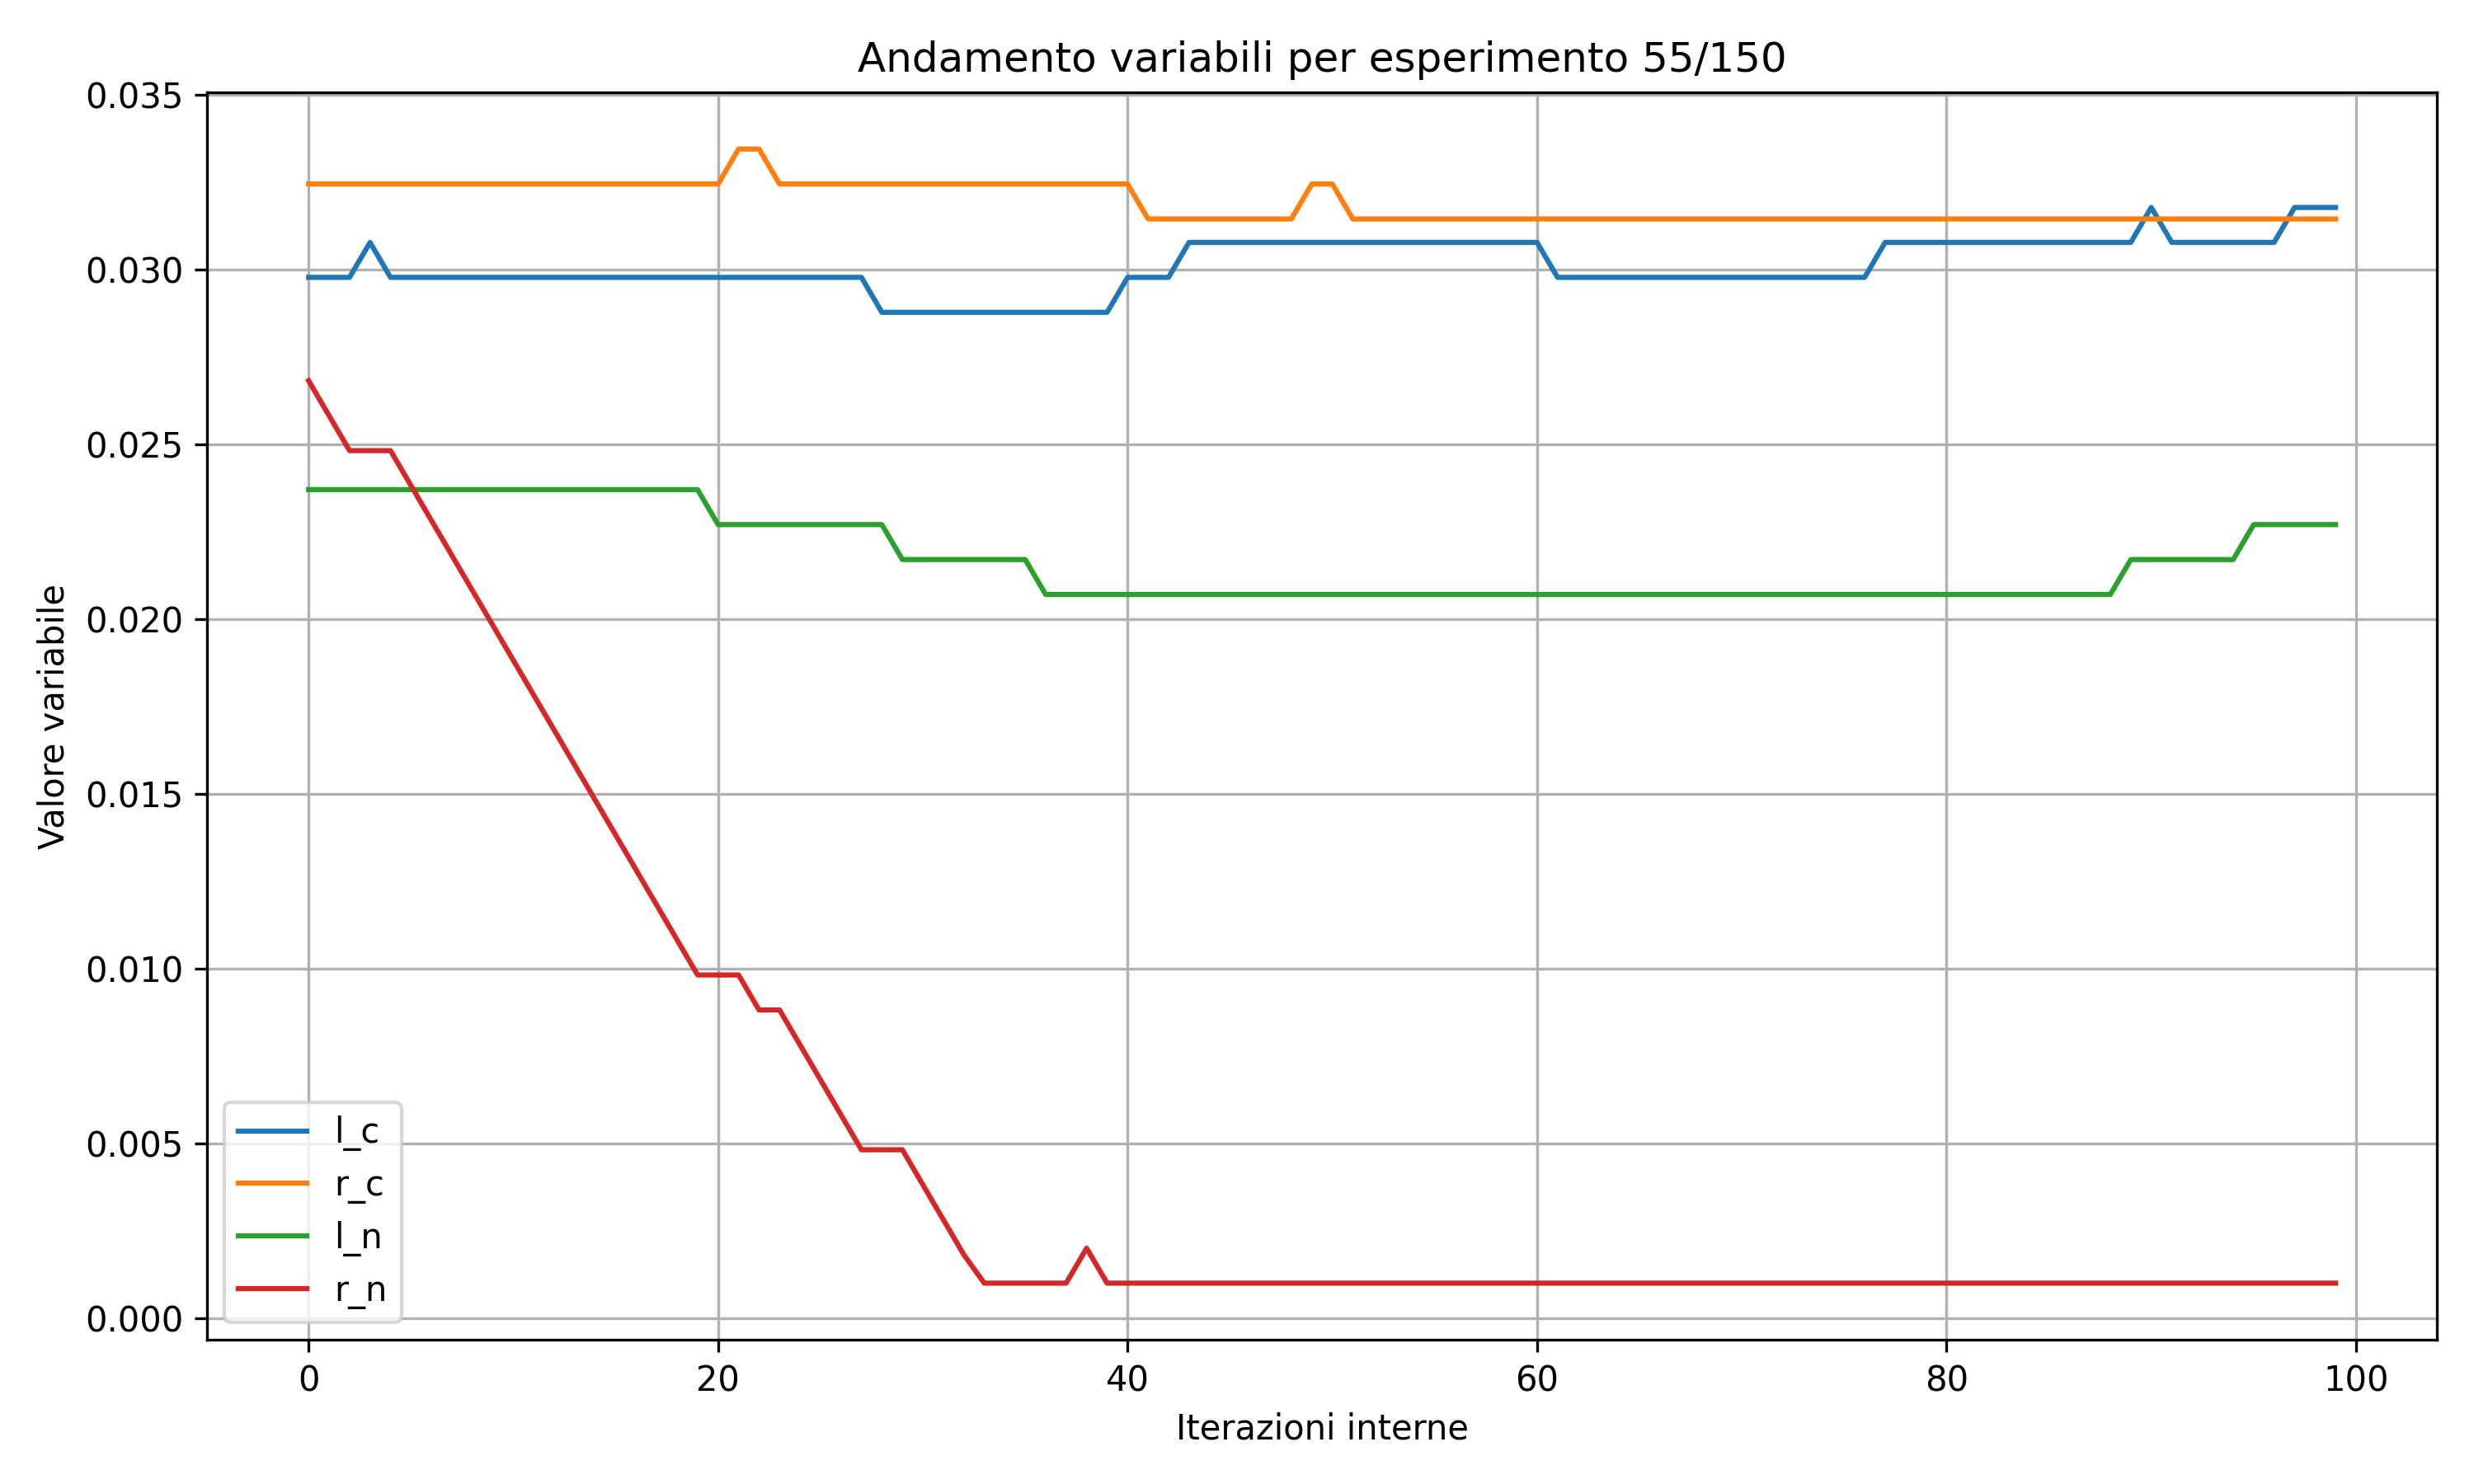 Andamento variabili per esperimento 55/150
Valore variabile
0.035
0.030
0.025
0.020
0.015
0.010
0.005
0.000
l_c
r_c
l_n
r_n
0 20 40 60 80 100
Iterazioni interne